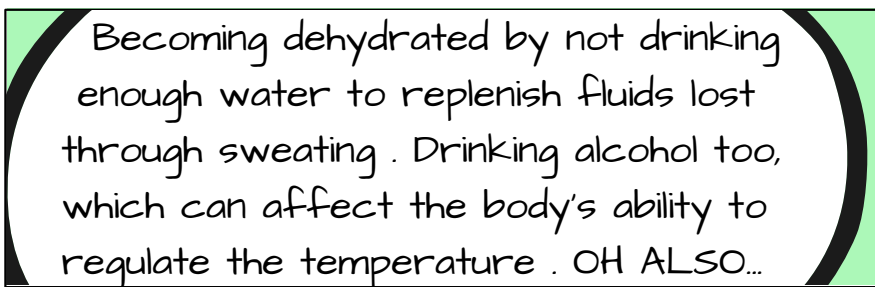 Becoming dehydrated by not drinking
enough water to replenish fluids lost
through sweating . Drinking alcohol too,
which can affect the body's ability to
regulate the temperature . OH ALSO...